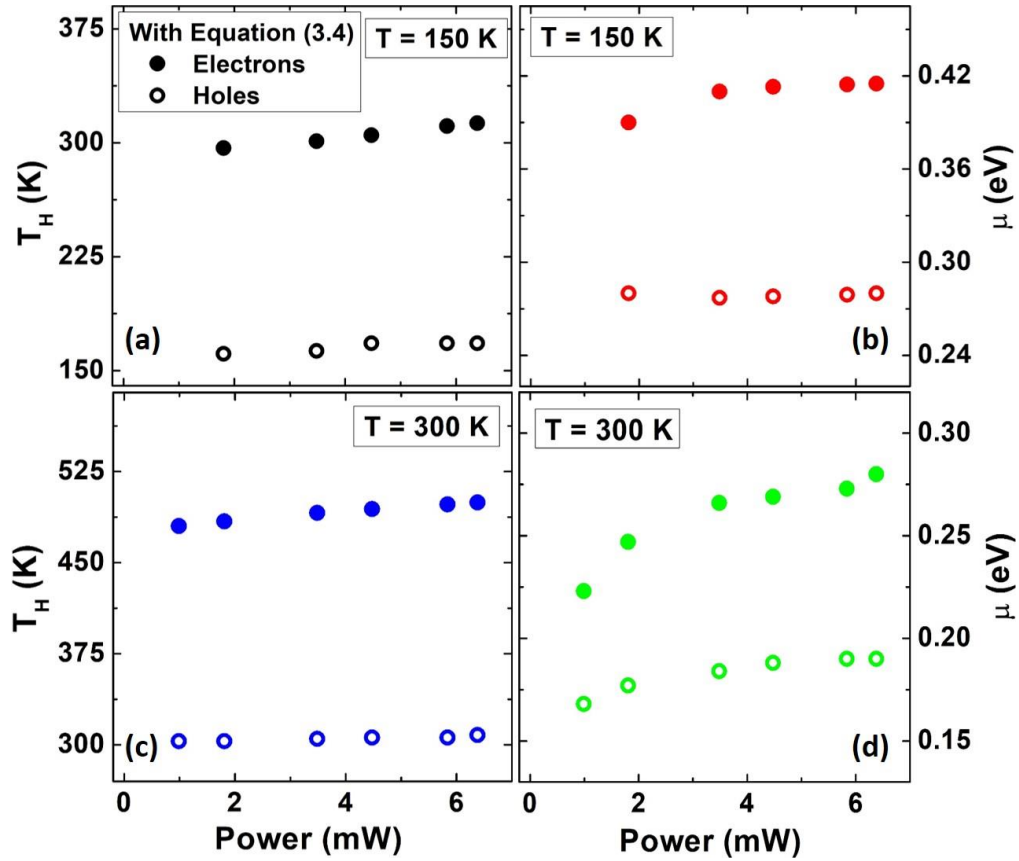 375
300
225
150
T_H (K)
With Equation (3.4)
Electrons
Holes
T = 150 K
(a)
T = 150 K
0.42
0.36
0.30
0.24
μ' (eV)
(b)
525
450
375
300
T_H (K)
T = 300 K
(c)
0 2 4 6
Power (mW)
T = 300 K
0.30
0.25
0.20
0.15
μ' (eV)
(d)
0 2 4 6
Power (mW)